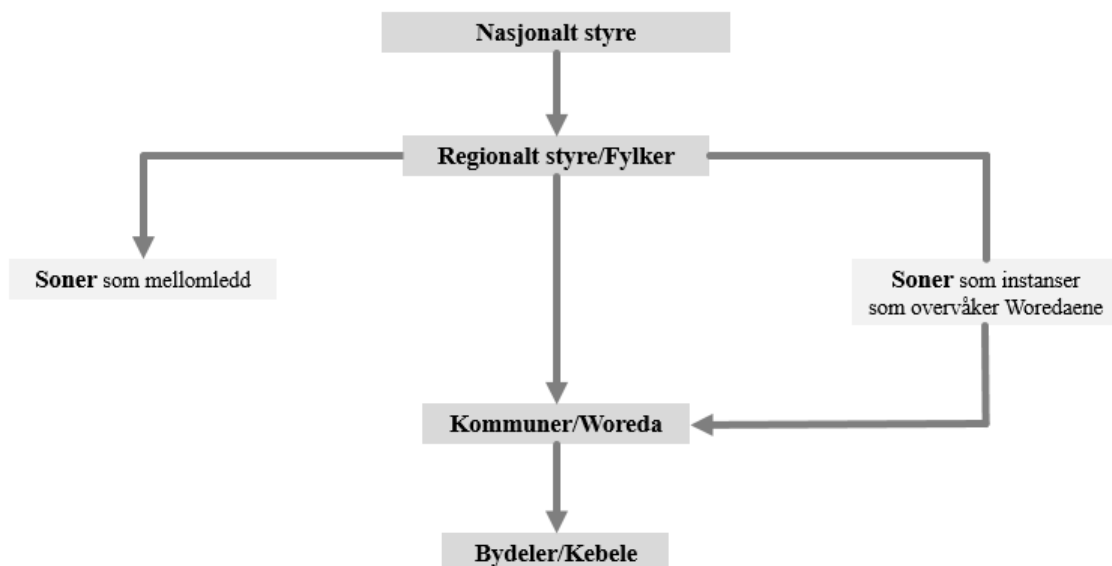 Nasjonalt styre
Regionalt styre/Fylker
Soner som mellomledd
Soner som instanser
som overvåker Woredaene
Kommuner/Woreda
Bydeler/Kebele